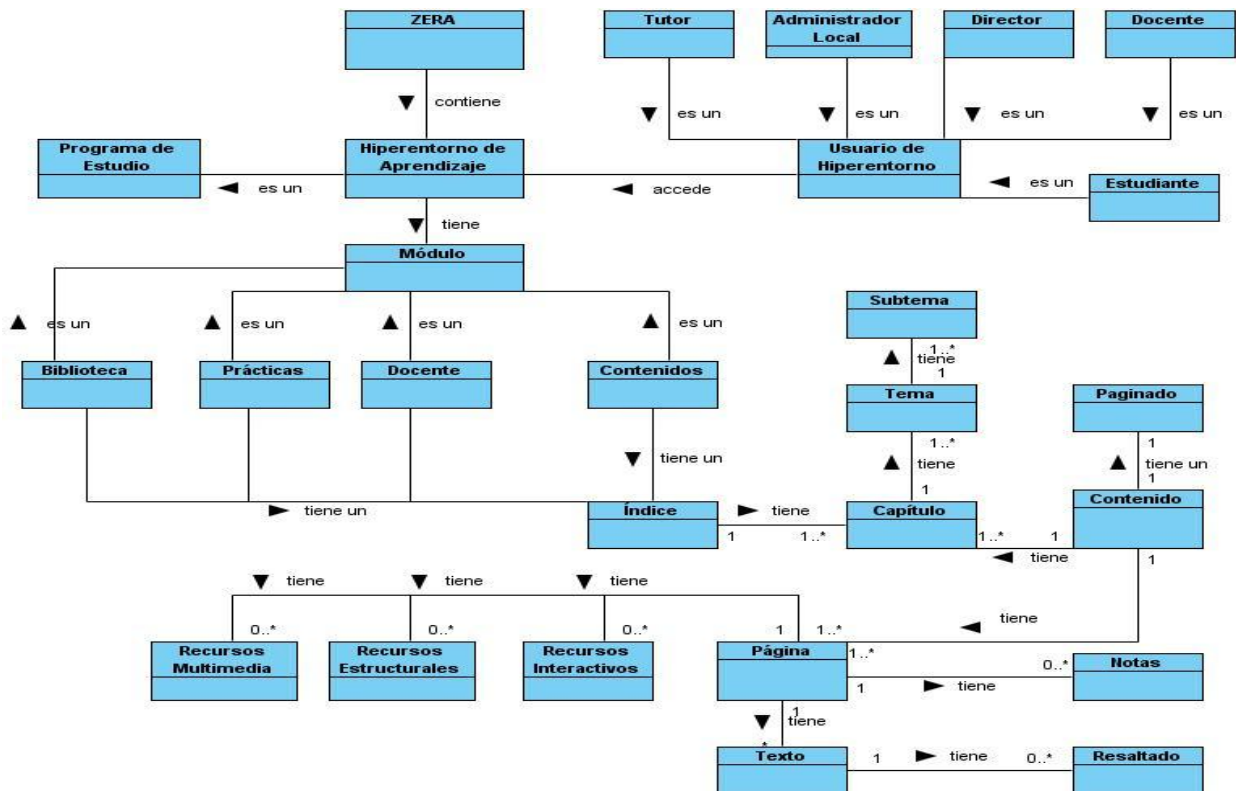 ZERA
Tutor
Administrador
Local
Director
Docente
contiene
es un
es un
es un
es un
Programa de
Estudio
Hiperentorno de
Aprendizaje
Usuario de
Hiperentorno
es un
accede
es un
Estudiante
tiene
Módulo
es un
es un
es un
es un
Subtema
1..*
tiene
1
Biblioteca
Prácticas
Docente
Contenidos
Tema
1..*
Paginado
1
tiene un
tiene
tiene un
1
1
tiene un
Índice
tiene
1
1..*
Capítulo
1..*
1
tiene
Contenido
1
tiene
tiene
tiene
tiene
0..*
0..*
0..*
1
1..*
Recursos
Multimedia
Recursos
Estructurales
Recursos
Interactivos
Página
1..*
0..*
Notas
1
tiene
1
tiene
*
Texto
1
tiene
0..*
Resaltado